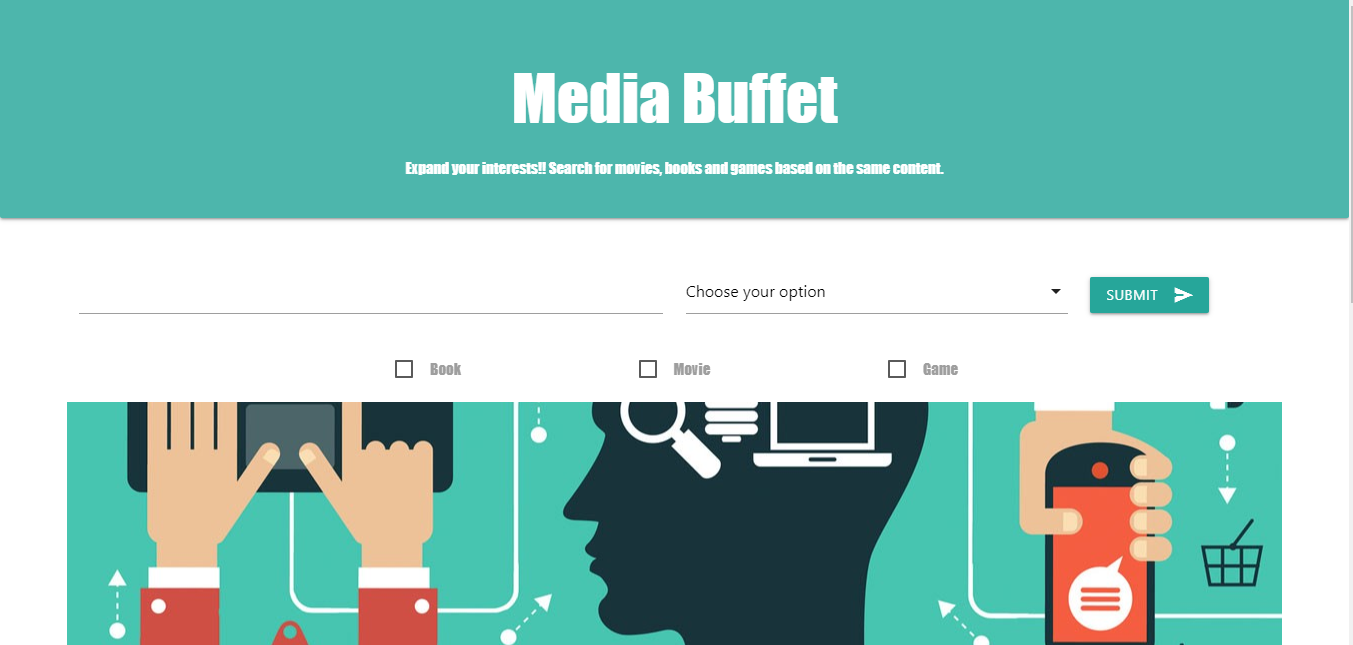 Media Buffet
Expand your interests!! Search for movies, books and games based on the same content.
Choose your option
SUBMIT
Book
Movie
Game